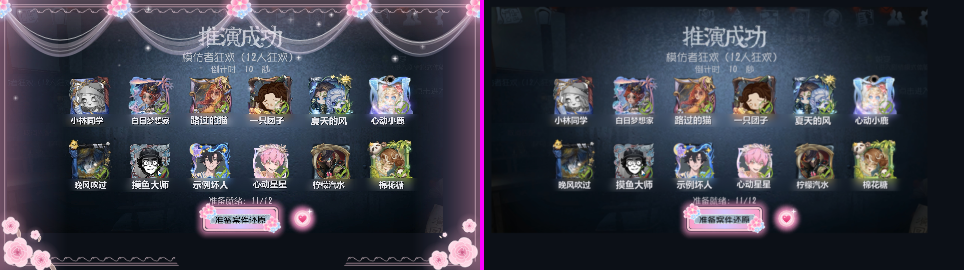 推演成功
模仿者狂欢（12人狂欢）
倒计时：10 秒
小林同学 白日梦想家 路过的猫 一只团子 夏天的风 心动小鹿
晚风吹过 摸鱼大师 示例坏人 心动星星 柠檬汽水 棉花糖
准备就绪：11/12
准备案件还原
推演成功
模仿者狂欢（12人狂欢）
倒计时：10 秒
小林同学 白日梦想家 路过的猫 一只团子 夏天的风 心动小鹿
晚风吹过 摸鱼大师 示例坏人 心动星星 柠檬汽水 棉花糖
准备就绪：11/12
准备案件还原